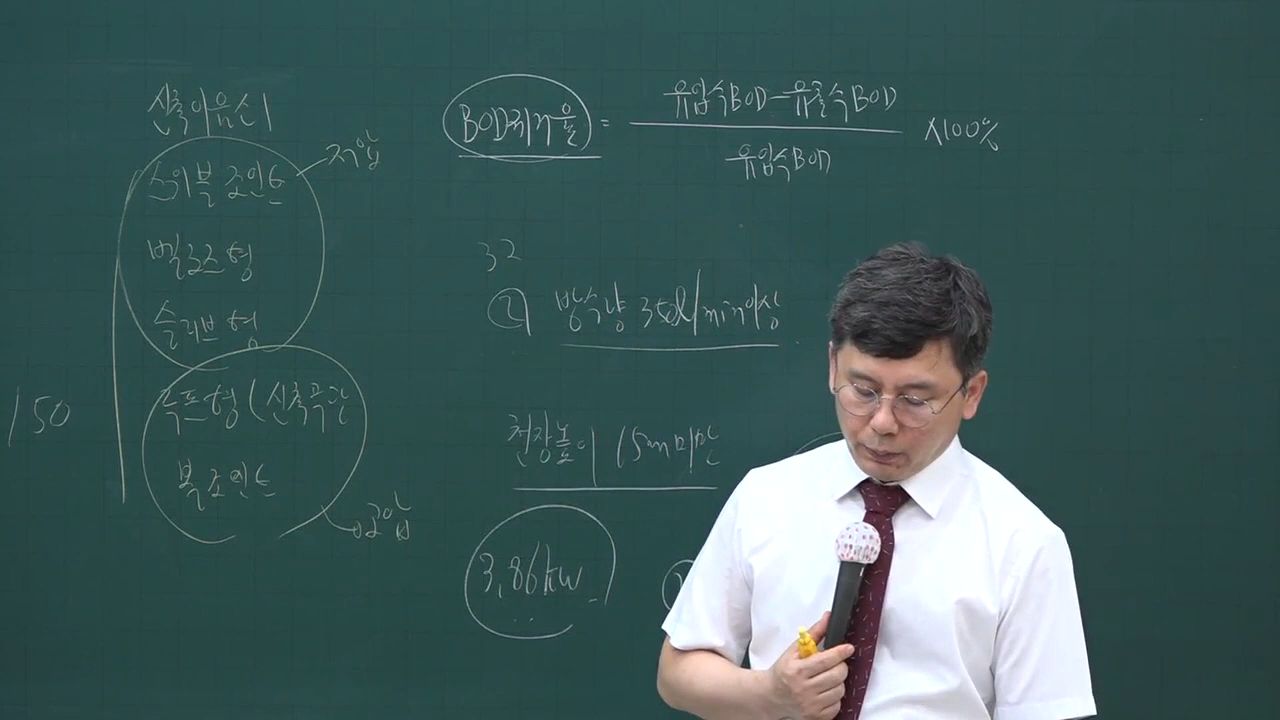 신축이음쇠
스위블 조인트
저압
벨로즈형
슬리브형
루프형(신축곡관)
볼조인트
고압
150
BOD제거율 = 유입수BOD-유출수BOD / 유입수BOD X100%
32
② 방수량 350l/min이상
천장높이 15m미만
3.86kw